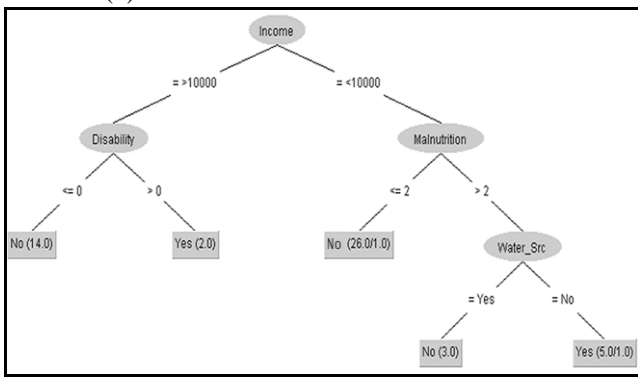 Income
= >10000
= <10000
Disability
Malnutrition
<= 0
> 0
<= 2
> 2
No (14.0)
Yes (2.0)
No (26.0/1.0)
Water_Src
= Yes
= No
No (3.0)
Yes (5.0/1.0)